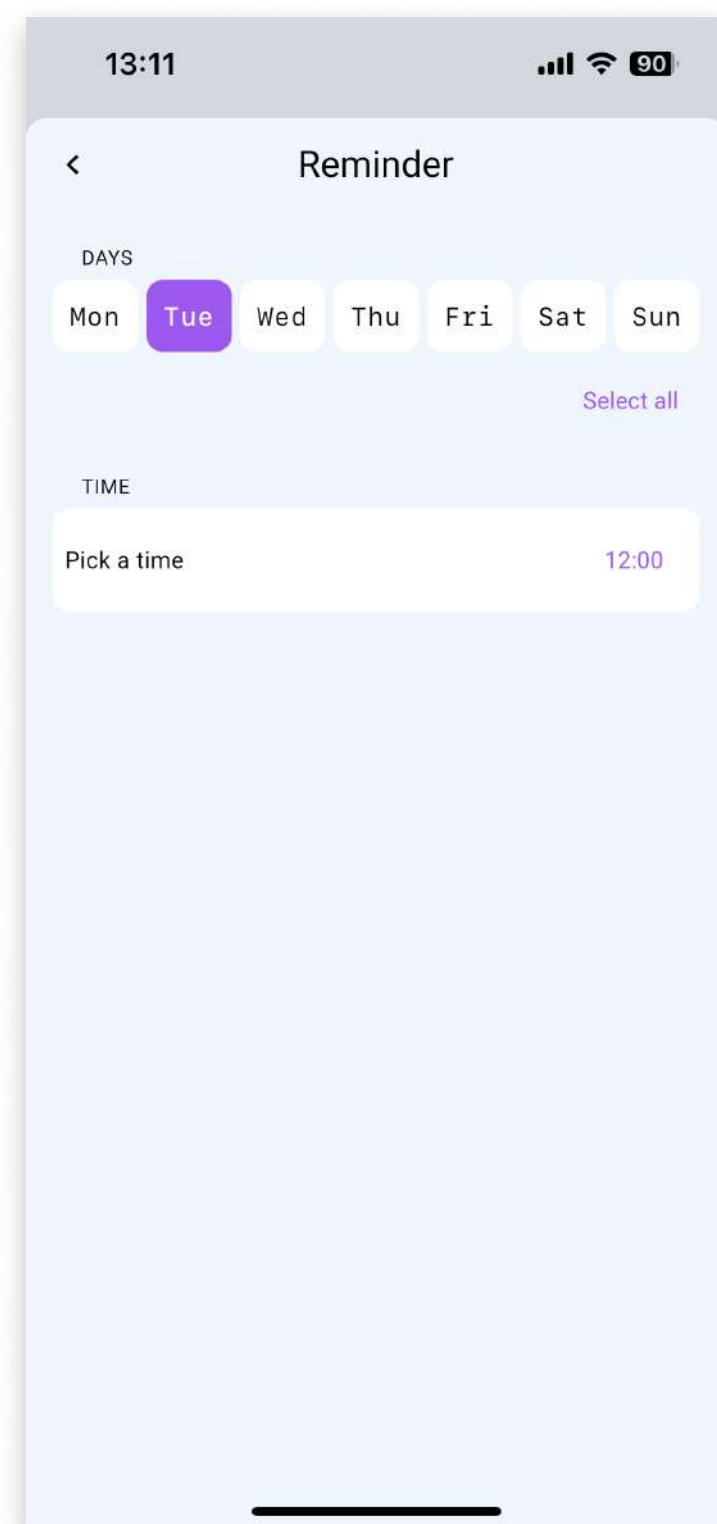 13:11 90
Reminder
DAYS
Mon Tue Wed Thu Fri Sat Sun
Select all
TIME
Pick a time 12:00